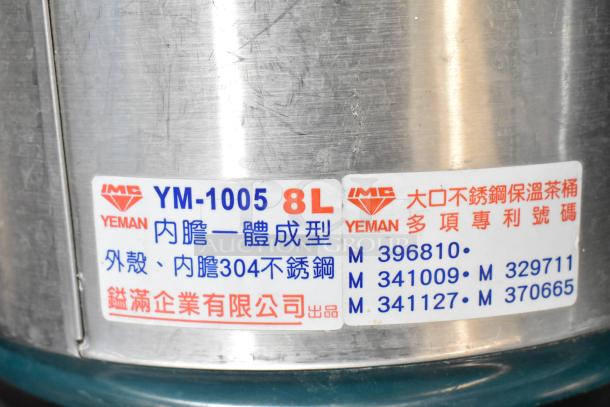 IMG YM-1005 8L
YEMAN 內膽一體成型
外殼、內膽304不銹鋼
鎰滿企業有限公司出品
IMG 大口不銹鋼保溫茶桶
YEMAN 多項專利號碼
M 396810•
M 341009• M 329711
M 341127• M 370665